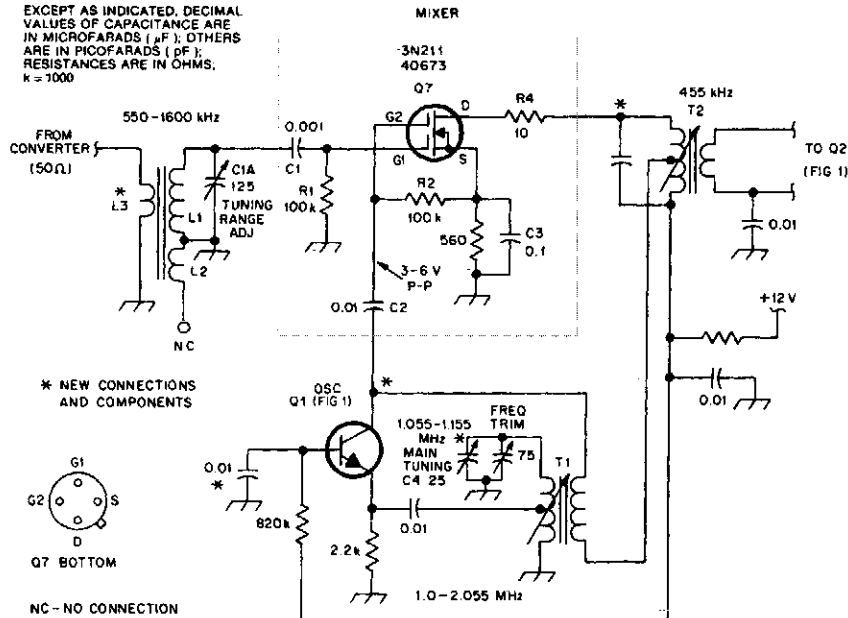 EXCEPT AS INDICATED, DECIMAL
VALUES OF CAPACITANCE ARE
IN MICROFARADS (μF); OTHERS
ARE IN PICOFARADS (pF);
RESISTANCES ARE IN OHMS;
k=1000
MIXER
3N211
40673
Q7
G2
G1
D
S
R4
10
*
455 kHz
T2
TO Q2
(FIG 1)
0.01
FROM
CONVERTER
(50Ω)
550-1600 kHz
*
L3
L1
L2
C1A
125
TUNING
RANGE
ADJ
NC
0.001
C1
R1
100k
R2
100k
560
C3
0.1
3-6 V
P-P
0.01
C2
+12V
0.01
* NEW CONNECTIONS
AND COMPONENTS
OSC
Q1 (FIG 1)
*
1.055-1.155
MHz *
MAIN
TUNING
C4 25
FREQ
TRIM
75
T1
0.01
*
820k
2.2k
0.01
1.0-2.055 MHz
G1
G2
S
D
Q7 BOTTOM
NC-NO CONNECTION